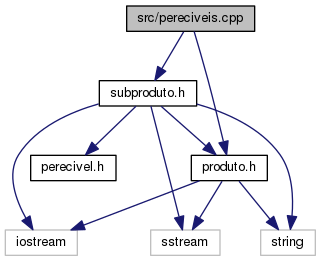 src/pereciveis.cpp
subproduto.h
perecivel.h
produto.h
iostream
sstream
string